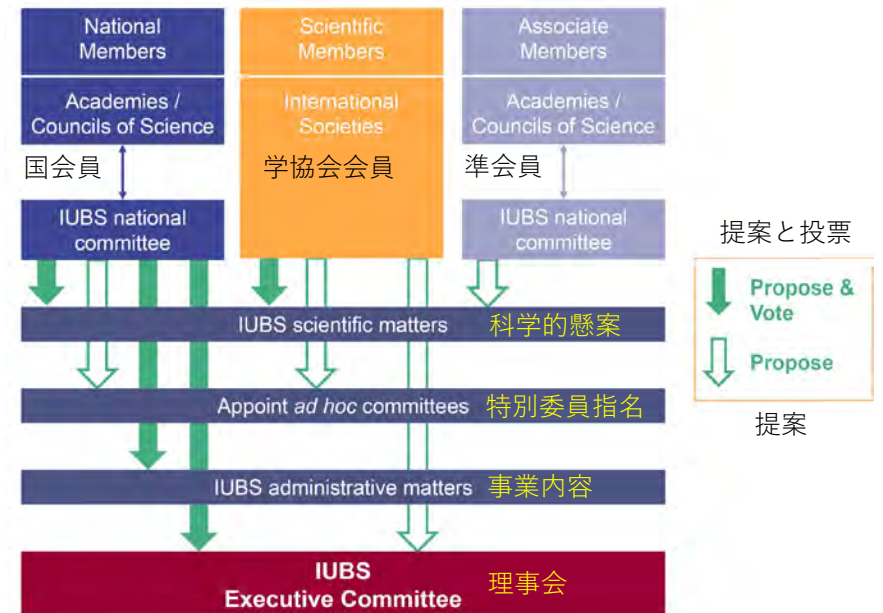 National
Members
Scientific
Members
Associate
Members
Academies /
Councils of Science
International
Societies
Academies /
Councils of Science
国会員
学協会会員
準会員
IUBS national
committee
IUBS national
committee
提案と投票
Propose &
Vote
Propose
提案
IUBS scientific matters 科学的懸案
Appoint ad hoc committees 特別委員指名
IUBS administrative matters 事業内容
IUBS
Executive Committee 理事会